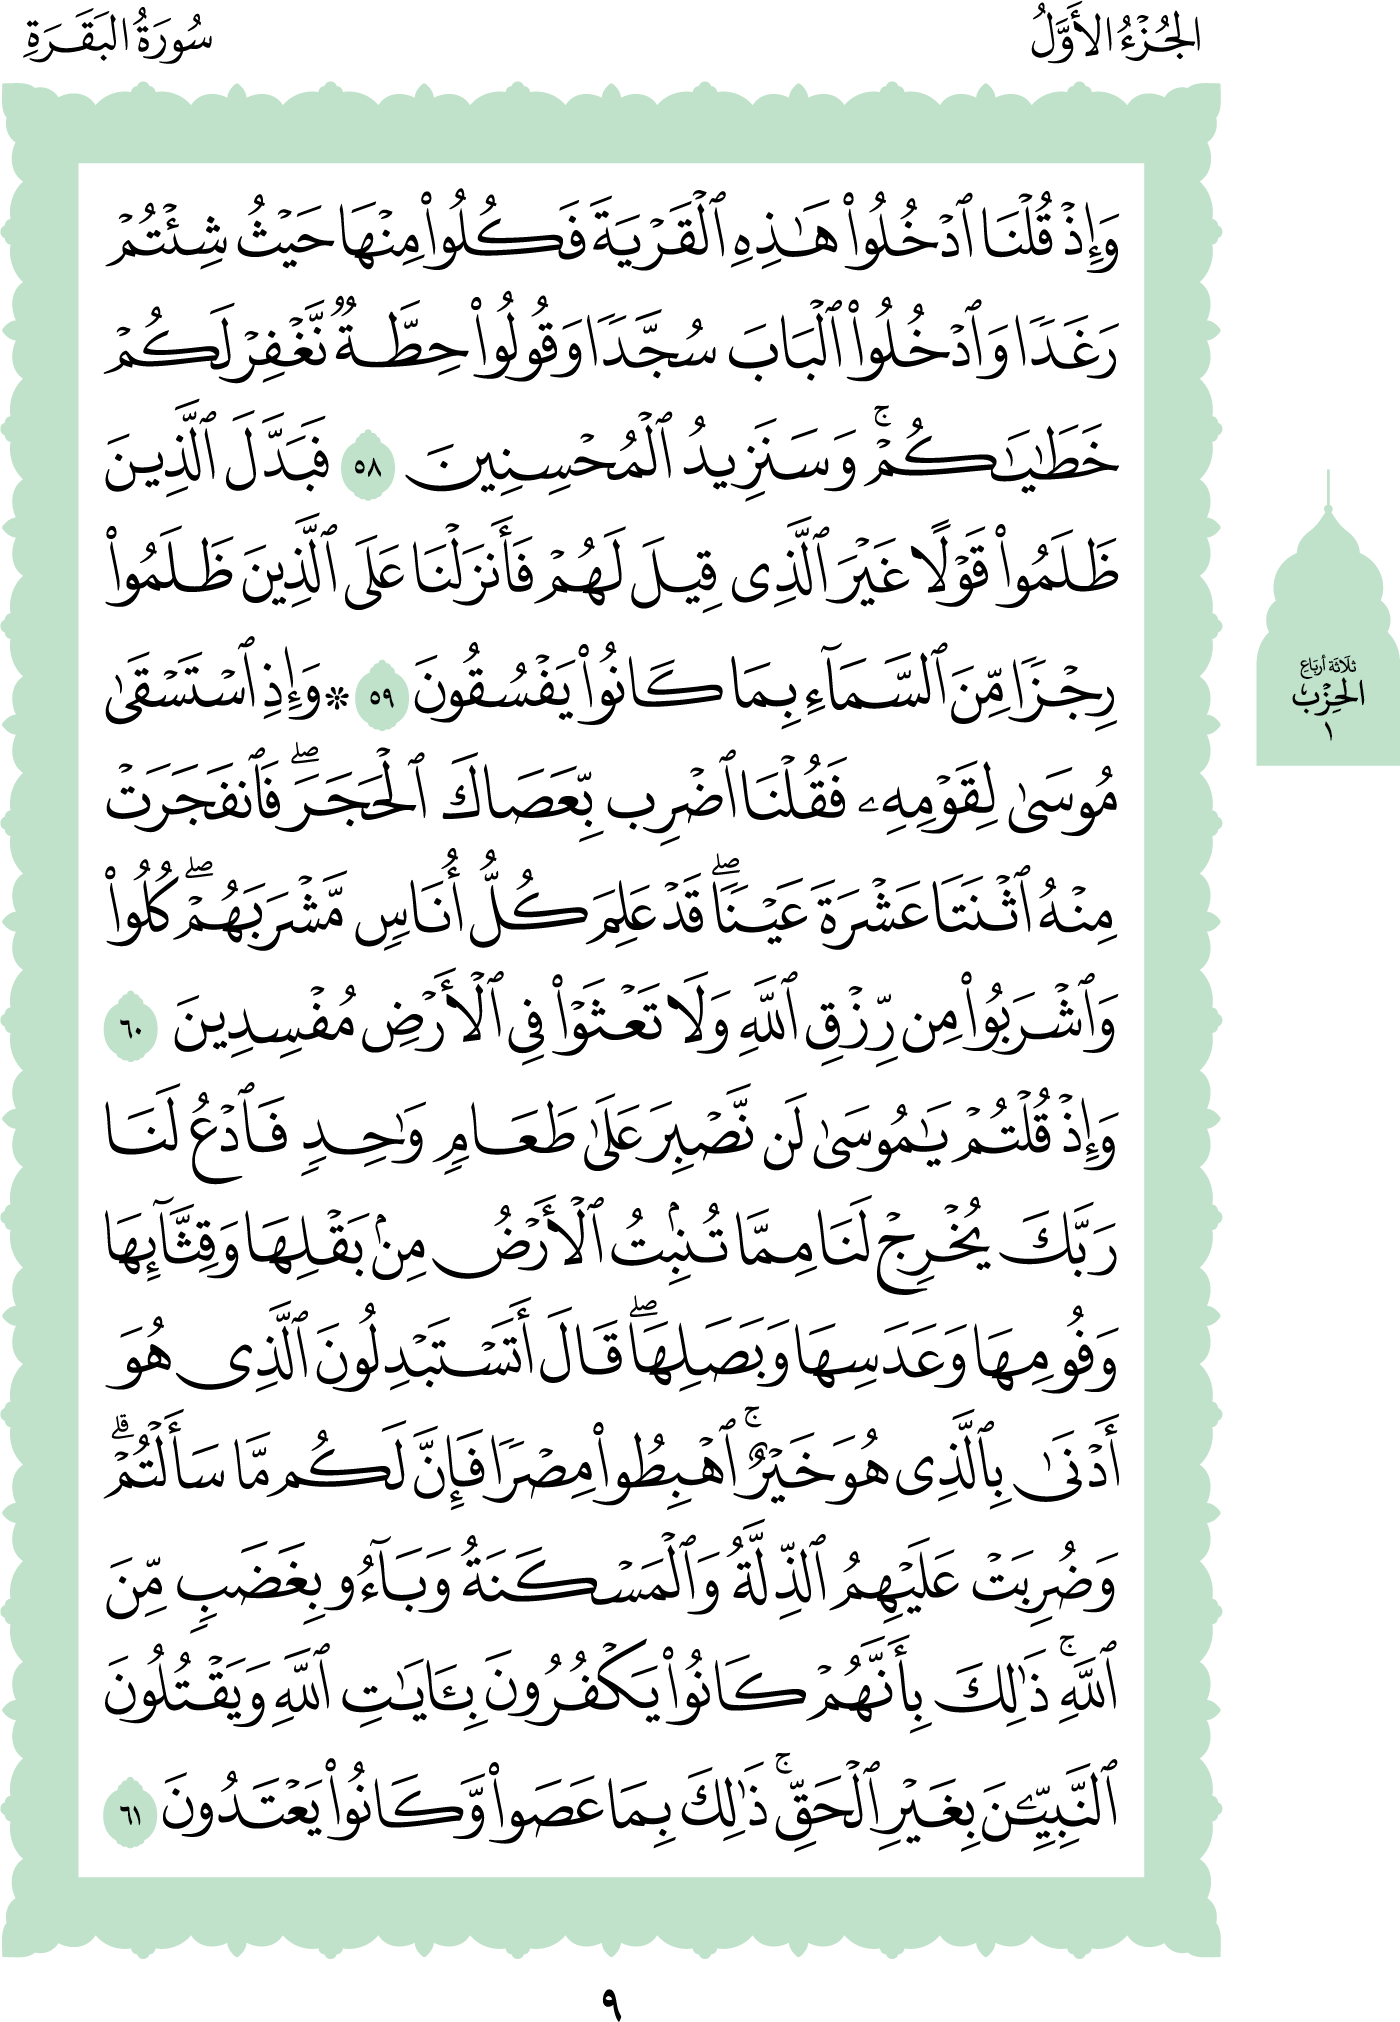 الجُزْءُ الأَوَّلُ
سُورَةُ البَقَرَةِ
وَإِذۡ قُلۡنَا ٱدۡخُلُواْ هَٰذِهِ ٱلۡقَرۡيَةَ فَكُلُواْ مِنۡهَا حَيۡثُ شِئۡتُمۡ
رَغَدٗا وَٱدۡخُلُواْ ٱلۡبَابَ سُجَّدٗا وَقُولُواْ حِطَّةٞ نَّغۡفِرۡ لَكُمۡ
خَطَٰيَٰكُمۡۚ وَسَنَزِيدُ ٱلۡمُحۡسِنِينَ ٥٨ فَبَدَّلَ ٱلَّذِينَ
ظَلَمُواْ قَوۡلًا غَيۡرَ ٱلَّذِى قِيلَ لَهُمۡ فَأَنزَلۡنَا عَلَى ٱلَّذِينَ ظَلَمُواْ
رِجۡزٗا مِّنَ ٱلسَّمَآءِ بِمَا كَانُواْ يَفۡسُقُونَ ٥٩ ۞ وَإِذِ ٱسۡتَسۡقَىٰ
مُوسَىٰ لِقَوۡمِهِۦ فَقُلۡنَا ٱضۡرِب بِّعَصَاكَ ٱلۡحَجَرَۖ فَٱنفَجَرَتۡ
مِنۡهُ ٱثۡنَتَا عَشۡرَةَ عَيۡنٗاۖ قَدۡ عَلِمَ كُلُّ أُنَاسٖ مَّشۡرَبَهُمۡۖ كُلُواْ
وَٱشۡرَبُواْ مِن رِّزۡقِ ٱللَّهِ وَلَا تَعۡثَوۡاْ فِى ٱلۡأَرۡضِ مُفۡسِدِينَ ٦٠
وَإِذۡ قُلۡتُمۡ يَٰمُوسَىٰ لَن نَّصۡبِرَ عَلَىٰ طَعَامٖ وَٰحِدٖ فَٱدۡعُ لَنَا
رَبَّكَ يُخۡرِجۡ لَنَا مِمَّا تُنۢبِتُ ٱلۡأَرۡضُ مِنۢ بَقۡلِهَا وَقِثَّآئِهَا
وَفُومِهَا وَعَدَسِهَا وَبَصَلِهَاۖ قَالَ أَتَسۡتَبۡدِلُونَ ٱلَّذِى هُوَ
أَدۡنَىٰ بِٱلَّذِى هُوَ خَيۡرٌۚ ٱهۡبِطُواْ مِصۡرٗا فَإِنَّ لَكُم مَّا سَأَلۡتُمۡۗ
وَضُرِبَتۡ عَلَيۡهِمُ ٱلذِّلَّةُ وَٱلۡمَسۡكَنَةُ وَبَآءُو بِغَضَبٖ مِّنَ
ٱللَّهِۚ ذَٰلِكَ بِأَنَّهُمۡ كَانُواْ يَكۡفُرُونَ بِـَٔايَٰتِ ٱللَّهِ وَيَقۡتُلُونَ
ٱلنَّبِيِّـۧنَ بِغَيۡرِ ٱلۡحَقِّۚ ذَٰلِكَ بِمَا عَصَواْ وَّكَانُواْ يَعۡتَدُونَ ٦١
ثلاثة أرباع
الحِزْب
١
٩